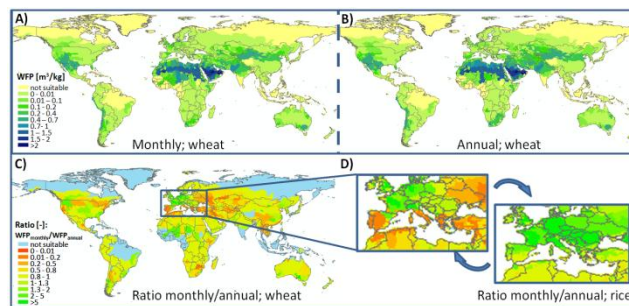 A)
B)
WFP [m³/kg]
not suitable
0 - 0.01
0.01 – 0.1
0.1 - 0.2
0.2 - 0.4
0.4 – 0.7
0.7- 1
1 – 1.5
1.5 - 2
>2
Monthly; wheat
Annual; wheat
C)
D)
Ratio [-]:
WFPmonthly/WFPannual
not suitable
0 - 0.01
0.01 - 0.2
0.2 - 0.5
0.5 - 0.8
0.8 - 1
1- 1.3
1.3 - 2
2 - 5
>5
Ratio monthly/annual; wheat
Ratio monthly/annual; rice